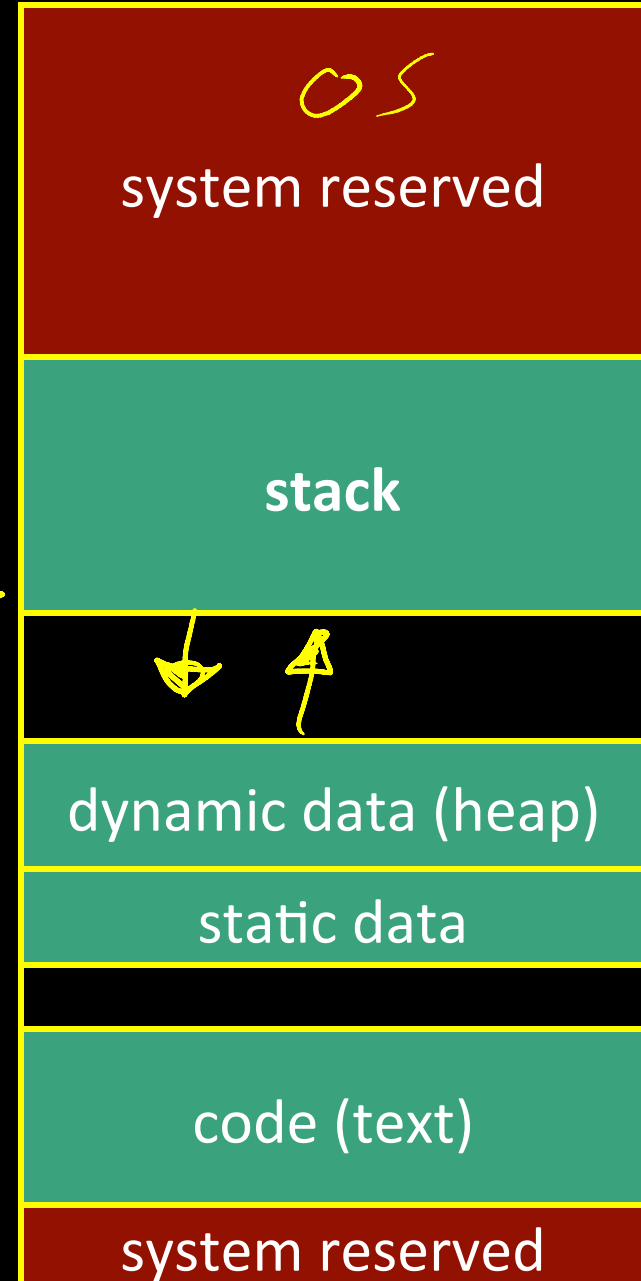 OS
system reserved
stack
dynamic data (heap)
static data
code (text)
system reserved